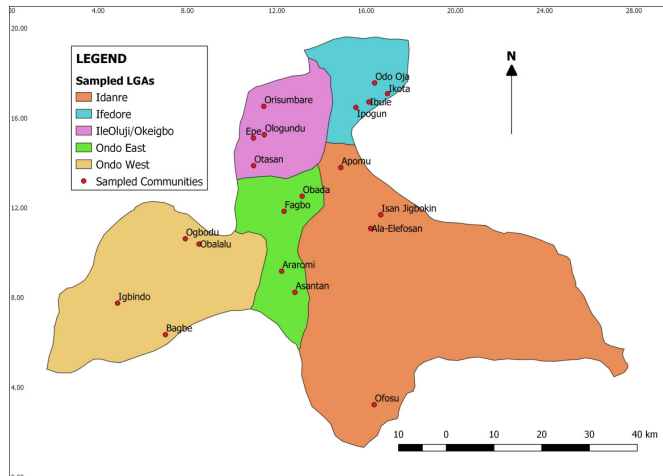 00 4.00 8.00 12.00 16.00 20.00 24.00 28.00
20.00
16.00
12.00
8.00
4.00
LEGEND
Sampled LGAs
Idanre
Ifedore
IleOluji/Okeigbo
Ondo East
Ondo West
Sampled Communities
N
Odo Oja
Ikota
Ibule
Ipogun
Orisumbare
Ologundu
Epe
Otasan
Apomu
Obada
Fagbo
Isan Jigbokin
Ala-Elefosan
Ogbodu
Obalalu
Araromi
Asantan
Igbindo
Bagbe
Ofosu
10 0 10 20 30 40 km